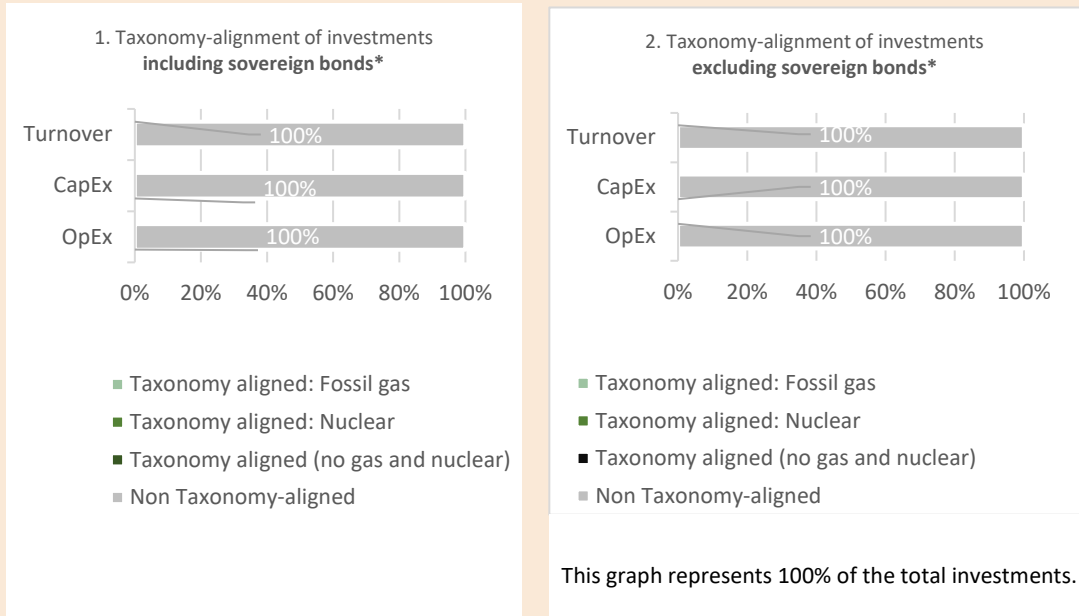 1. Taxonomy-alignment of investments
including sovereign bonds*
Turnover
100%
CapEx
100%
OpEx
100%
0% 20% 40% 60% 80% 100%
Taxonomy aligned: Fossil gas
Taxonomy aligned: Nuclear
Taxonomy aligned (no gas and nuclear)
Non Taxonomy-aligned
2. Taxonomy-alignment of investments
excluding sovereign bonds*
Turnover
100%
CapEx
100%
OpEx
100%
0% 20% 40% 60% 80% 100%
Taxonomy aligned: Fossil gas
Taxonomy aligned: Nuclear
Taxonomy aligned (no gas and nuclear)
Non Taxonomy-aligned
This graph represents 100% of the total investments.